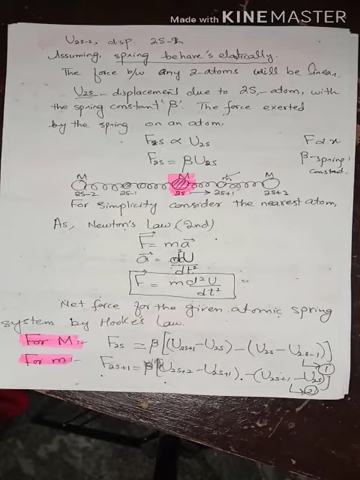 Made with KINEMASTER
U2s-2, disp. 2S-2
Assuming, spring behave's elastically
The force b/w any 2-atoms will be linear.
U2s - displacement due to 2S, -atom, with
the spring constant 'β'. The force exerted
by the spring on an atom.
F2s ∝ U2s F ∝ x
F2s = βU2s β-spring constant.
M M m M
2S-2 2S-1 2S 2S+1 2S+2
For simplicity consider the nearest atom,
As, Newton's Law (2nd)
F⃗ = ma⃗
a⃗ = d²U/dt²
F⃗ = m d²U/dt²
Net force for the given atomic spring
system by Hooke's law.
For M:- F2s = β[(U2s+1 - U2s) - (U2s - U2s-1)] → ①
For m:- F2s+1 = β[(U2s+2 - U2s+1) - (U2s+1 - U2s)] → ②